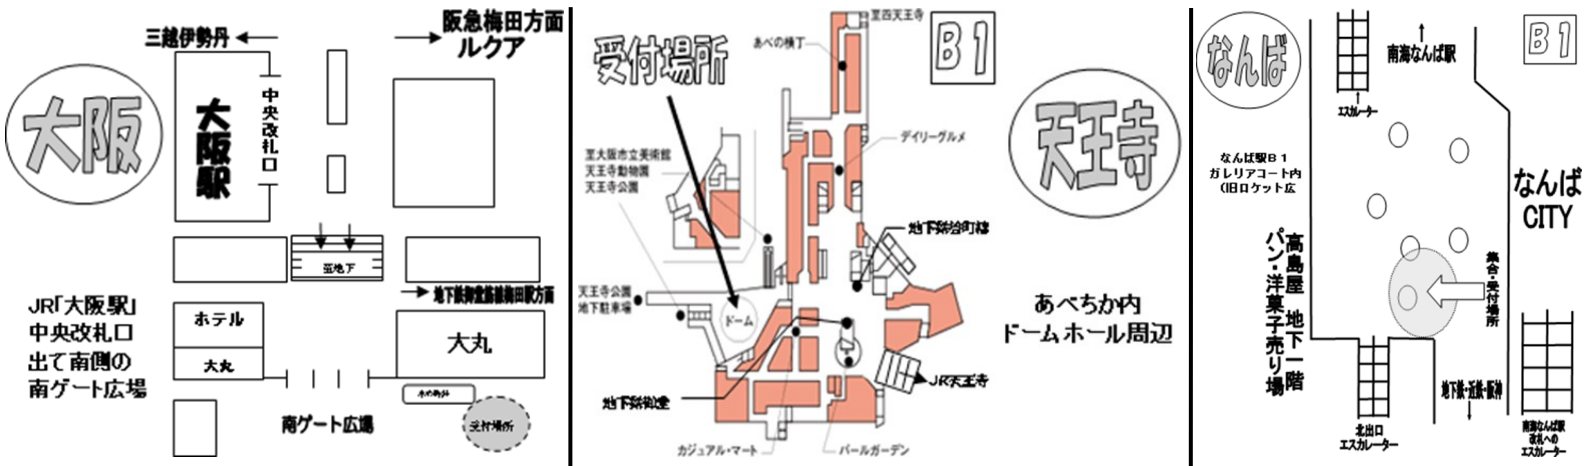 三越伊勢丹
阪急梅田方面
ルクア
大阪
大阪駅
中央改札口
至地下
地下鉄御堂筋線梅田駅方面
JR「大阪駅」
中央改札口
出て南側の
南ゲート広場
ホテル
大丸
大丸
水の時計
南ゲート広場
受付場所
受付場所
B1
天王寺
至四天王寺
あべの横丁
デイリーグルメ
至大阪市立美術館
天王寺動物園
天王寺公園
地下鉄谷町線
天王寺公園
地下駐車場
ドーム
あべちか内
ドームホール周辺
JR天王寺
地下鉄御堂
カジュアル・マート
パールガーデン
なんば
B1
南海なんば駅
エスカレーター
なんば駅B1
ガレリアコート内
(旧ロケット広
なんば
CITY
高島屋 地下一階
パン・洋菓子売り場
集合・受付場所
地下鉄・近鉄・阪神
北出口
エスカレーター
南海なんば駅
改札への
エスカレーター